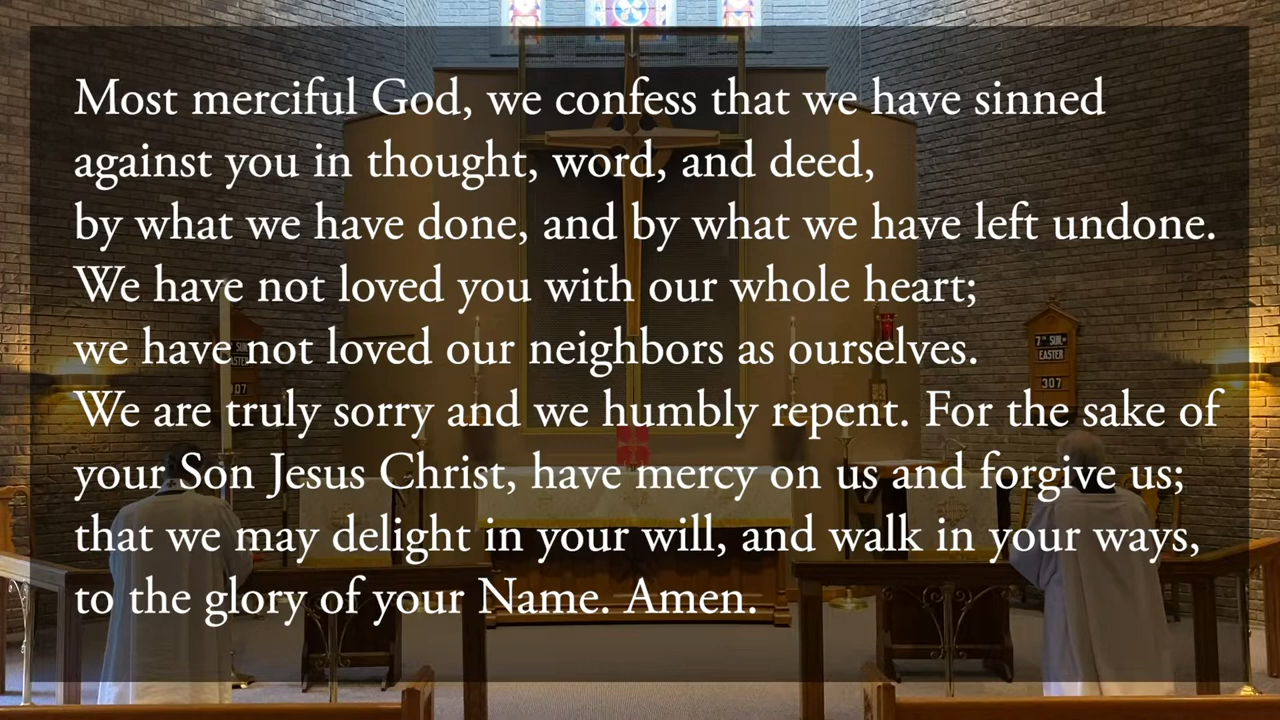 Most merciful God, we confess that we have sinned
against you in thought, word, and deed,
by what we have done, and by what we have left undone.
We have not loved you with our whole heart;
we have not loved our neighbors as ourselves.
We are truly sorry and we humbly repent. For the sake of
your Son Jesus Christ, have mercy on us and forgive us;
that we may delight in your will, and walk in your ways,
to the glory of your Name. Amen.
7TH SUN.
EASTER
307